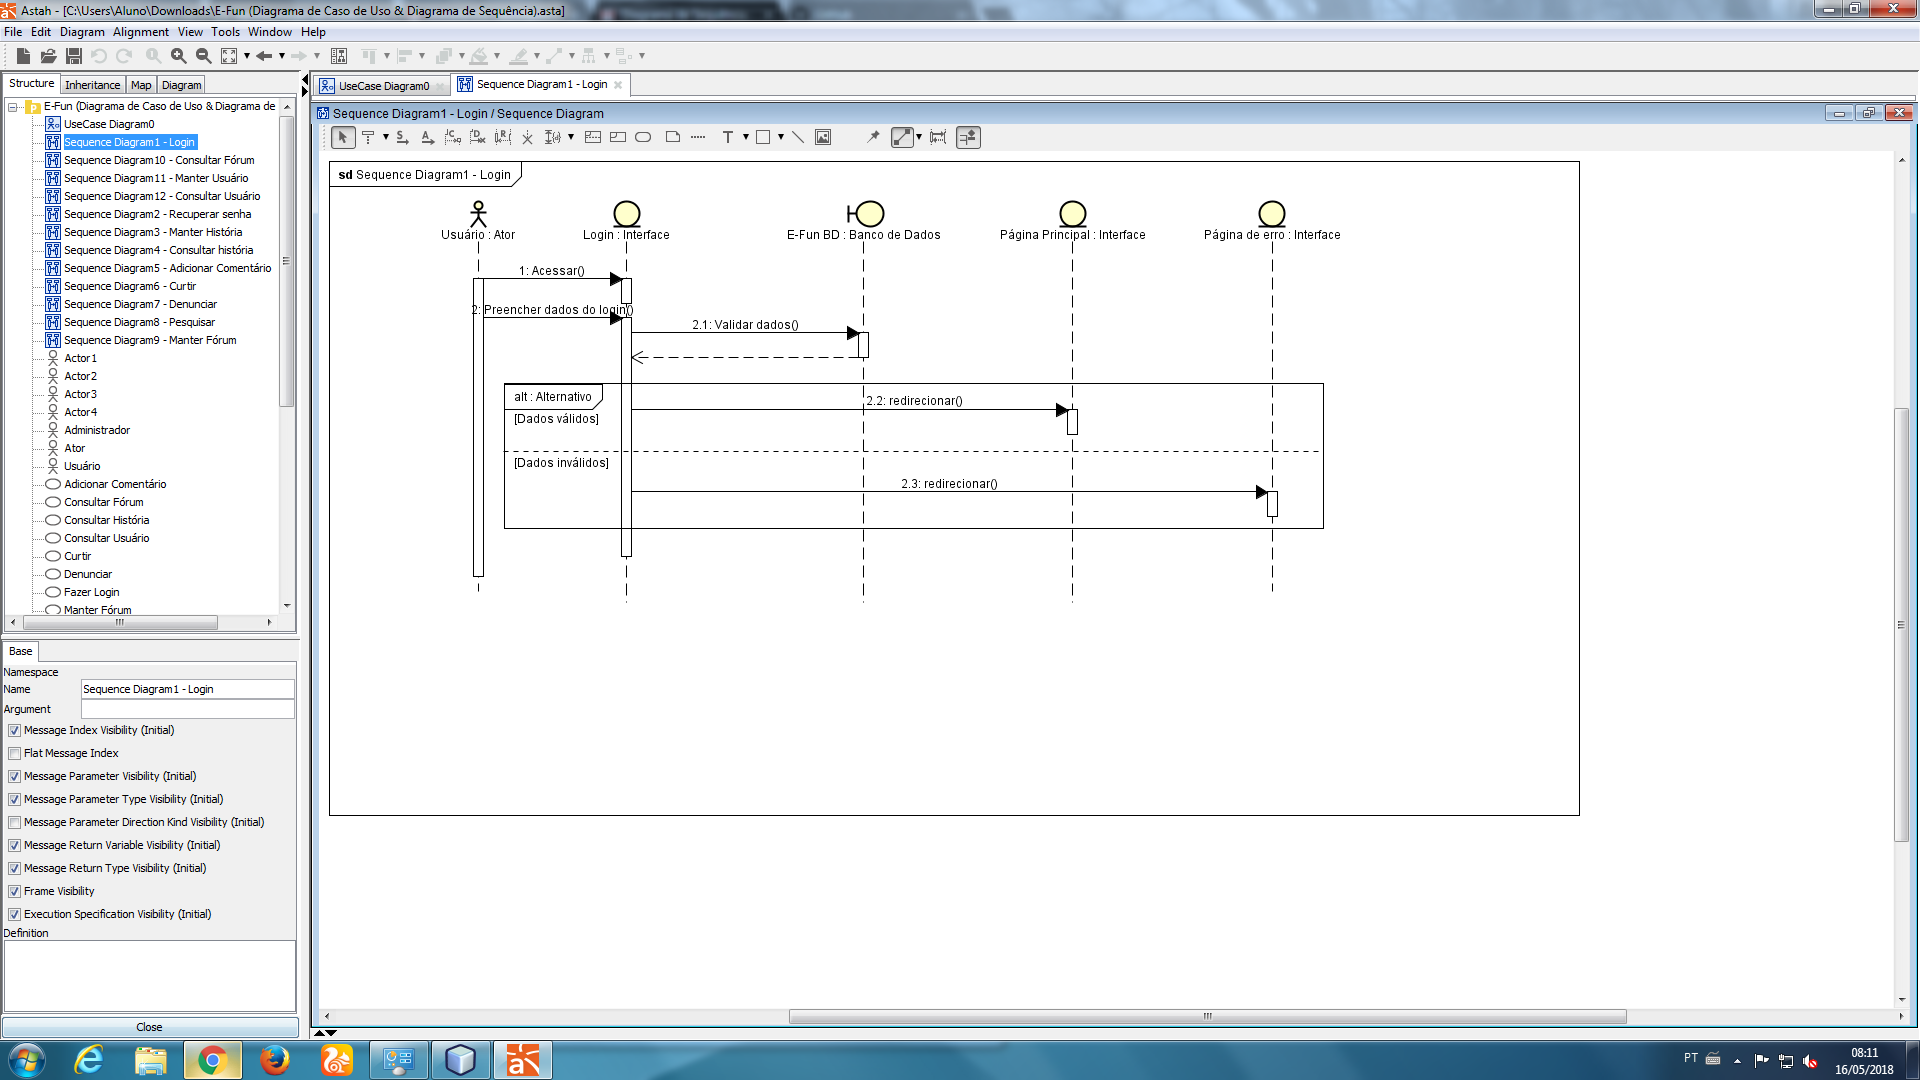 Astah - [C:\Users\Aluno\Downloads\E-Fun (Diagrama de Caso de Uso & Diagrama de Sequência).asta]
File Edit Diagram Alignment View Tools Window Help
Structure Inheritance Map Diagram
E-Fun (Diagrama de Caso de Uso & Diagrama de
UseCase Diagram0
Sequence Diagram1 - Login
Sequence Diagram10 - Consultar Fórum
Sequence Diagram11 - Manter Usuário
Sequence Diagram12 - Consultar Usuário
Sequence Diagram2 - Recuperar senha
Sequence Diagram3 - Manter História
Sequence Diagram4 - Consultar história
Sequence Diagram5 - Adicionar Comentário
Sequence Diagram6 - Curtir
Sequence Diagram7 - Denunciar
Sequence Diagram8 - Pesquisar
Sequence Diagram9 - Manter Fórum
Actor1
Actor2
Actor3
Actor4
Administrador
Ator
Usuário
Adicionar Comentário
Consultar Fórum
Consultar História
Consultar Usuário
Curtir
Denunciar
Fazer Login
Manter Fórum
Base
Namespace
Name Sequence Diagram1 - Login
Argument
Message Index Visibility (Initial)
Flat Message Index
Message Parameter Visibility (Initial)
Message Parameter Type Visibility (Initial)
Message Parameter Direction Kind Visibility (Initial)
Message Return Variable Visibility (Initial)
Message Return Type Visibility (Initial)
Frame Visibility
Execution Specification Visibility (Initial)
Definition
Close
UseCase Diagram0 Sequence Diagram1 - Login
Sequence Diagram1 - Login / Sequence Diagram
sd Sequence Diagram1 - Login
Usuário : Ator Login : Interface E-Fun BD : Banco de Dados Página Principal : Interface Página de erro : Interface
1: Acessar()
2: Preencher dados do login()
2.1: Validar dados()
alt : Alternativo
2.2: redirecionar()
[Dados válidos]
[Dados inválidos]
2.3: redirecionar()
PT
08:11
16/05/2018